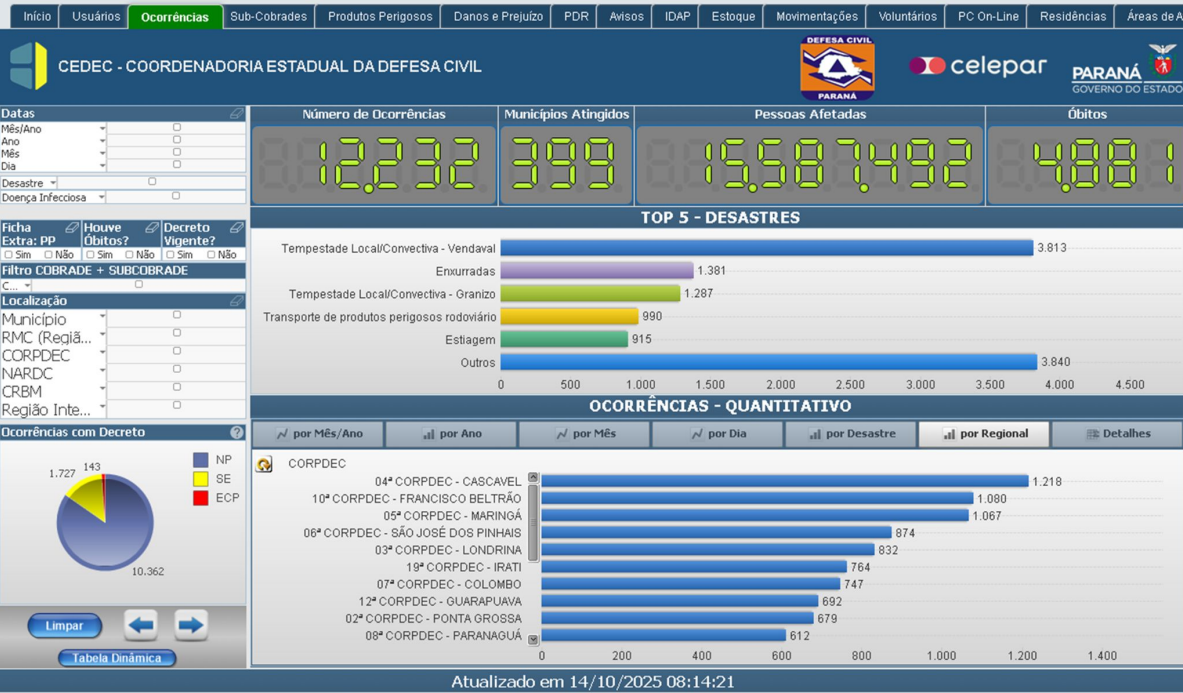 Início Usuários Ocorrências Sub-Cobrades Produtos Perigosos Danos e Prejuízo PDR Avisos IDAP Estoque Movimentações Voluntários PC On-Line Residências Áreas de A
CEDEC - COORDENADORIA ESTADUAL DA DEFESA CIVIL
DEFESA CIVIL
PARANÁ
celepar
PARANÁ
GOVERNO DO ESTADO
Datas
Mês/Ano
Ano
Mês
Dia
Desastre
Doença Infecciosa
Ficha Extra: PP
Houve Óbitos?
Decreto Vigente?
Sim Não Sim Não Sim Não
Filtro COBRADE + SUBCOBRADE
C...
Localização
Município
RMC (Regiã...
CORPDEC
NARDC
CRBM
Região Inte...
Ocorrências com Decreto ?
1.727
143
10.362
NP
SE
ECP
Limpar
Tabela Dinâmica
Número de Ocorrências Municípios Atingidos Pessoas Afetadas Óbitos
12.232 399 15.587.492 4.881
TOP 5 - DESASTRES
Tempestade Local/Convectiva - Vendaval 3.813
Enxurradas 1.381
Tempestade Local/Convectiva - Granizo 1.287
Transporte de produtos perigosos rodoviário 990
Estiagem 915
Outros 3.840
0 500 1.000 1.500 2.000 2.500 3.000 3.500 4.000 4.500
OCORRÊNCIAS - QUANTITATIVO
por Mês/Ano por Ano por Mês por Dia por Desastre por Regional Detalhes
CORPDEC
04ª CORPDEC - CASCAVEL 1.218
10ª CORPDEC - FRANCISCO BELTRÃO 1.080
05ª CORPDEC - MARINGÁ 1.067
06ª CORPDEC - SÃO JOSÉ DOS PINHAIS 874
03ª CORPDEC - LONDRINA 832
19ª CORPDEC - IRATI 764
07ª CORPDEC - COLOMBO 747
12ª CORPDEC - GUARAPUAVA 692
02ª CORPDEC - PONTA GROSSA 679
08ª CORPDEC - PARANAGUÁ 612
0 200 400 600 800 1.000 1.200 1.400
Atualizado em 14/10/2025 08:14:21